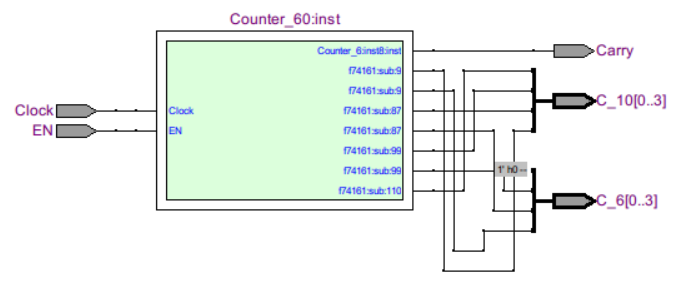 Counter_60:inst
Counter_6:inst8:inst
Carry
f74161:sub:9
f74161:sub:9
C_10[0..3]
Clock
Clock
f74161:sub:87
EN
EN
f74161:sub:87
f74161:sub:99
f74161:sub:99
1' h0 --
f74161:sub:110
C_6[0..3]